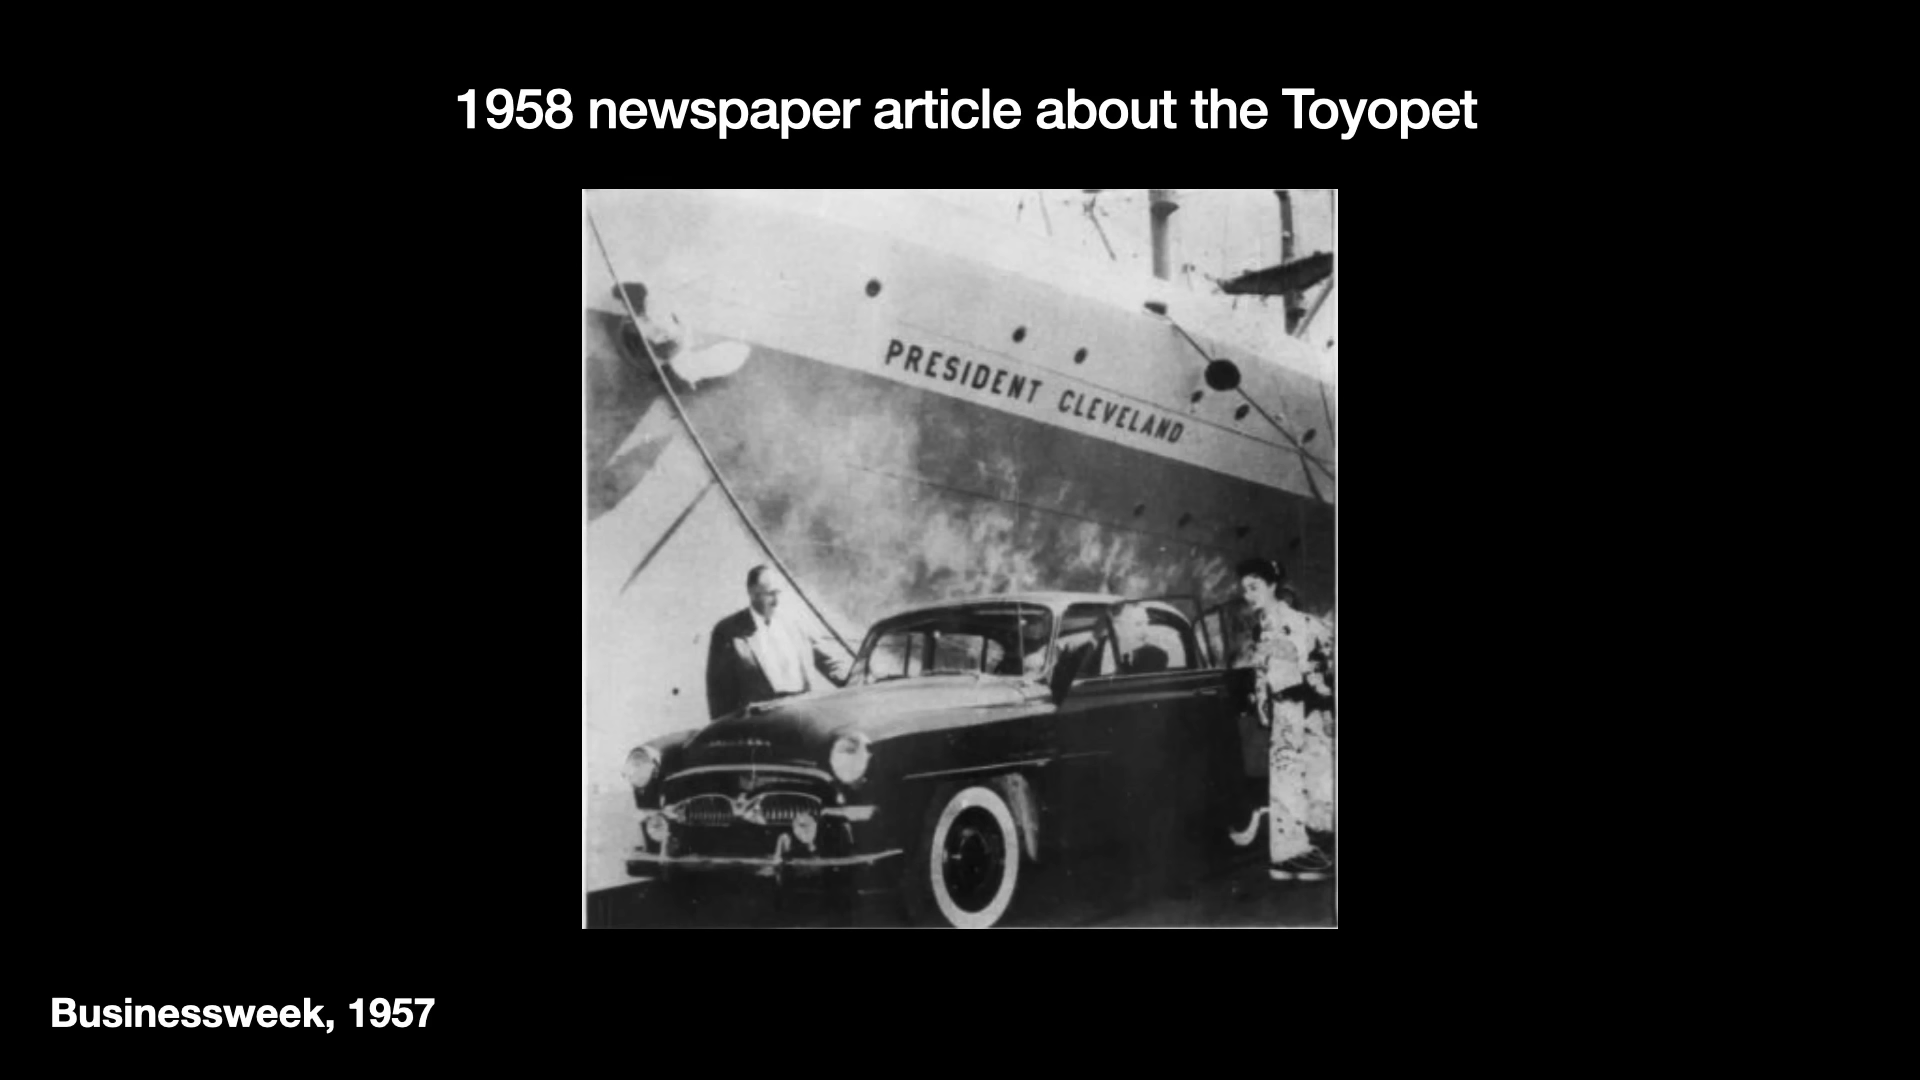 1958 newspaper article about the Toyopet
PRESIDENT CLEVELAND
Businessweek, 1957